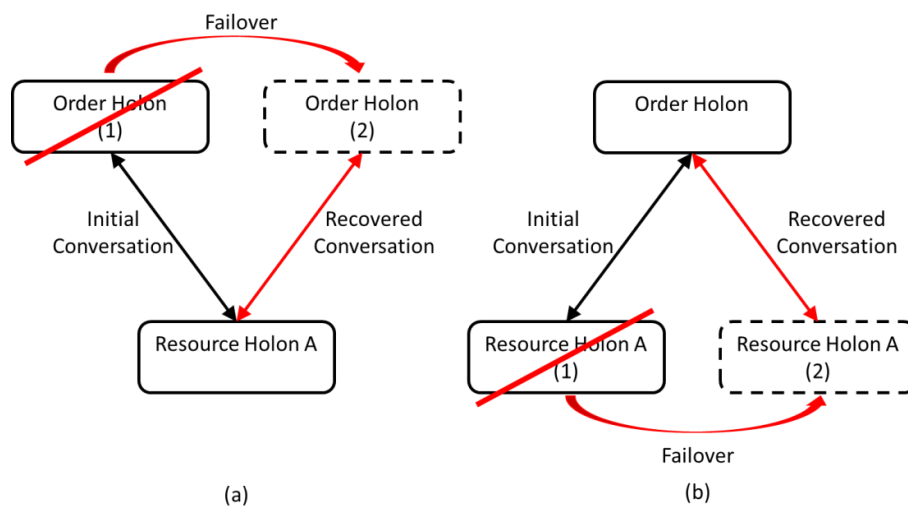 Failover
Order Holon
(1)
Order Holon
(2)
Initial
Conversation
Recovered
Conversation
Resource Holon A
(a)
Order Holon
Initial
Conversation
Recovered
Conversation
Resource Holon A
(1)
Resource Holon A
(2)
Failover
(b)